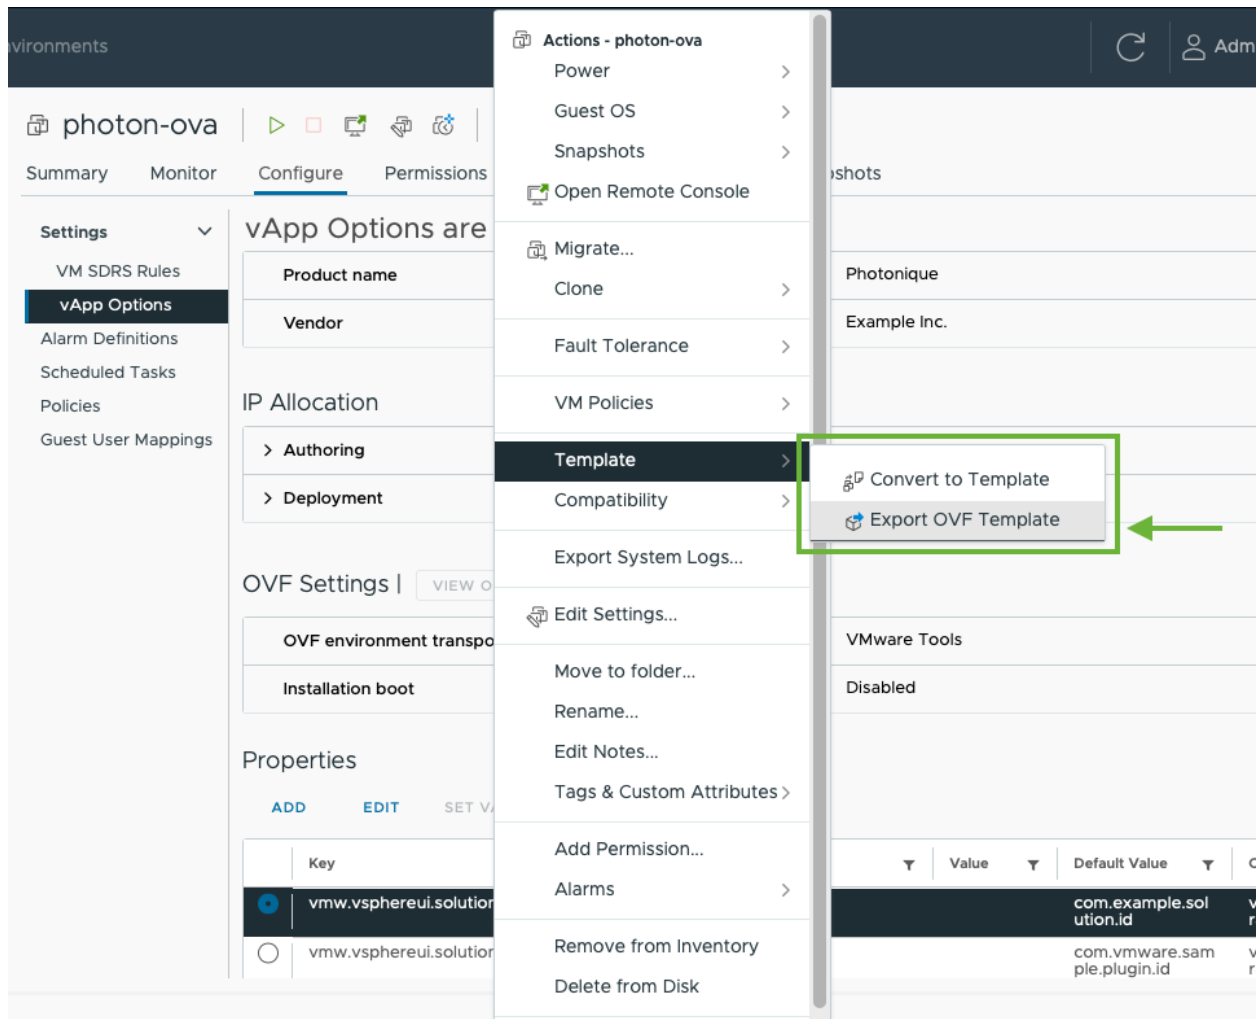 vironments
Adm
photon-ova
Summary Monitor Configure Permissions shots
Settings
VM SDRS Rules
vApp Options
Alarm Definitions
Scheduled Tasks
Policies
Guest User Mappings
vApp Options are
Product name Photonique
Vendor Example Inc.
IP Allocation
Authoring
Deployment
OVF Settings | VIEW O
OVF environment transpo VMware Tools
Installation boot Disabled
Properties
ADD EDIT SET VA
Key Value Default Value
vmw.vsphereui.solution com.example.sol
ution.id
vmw.vsphereui.solution com.vmware.sam
ple.plugin.id
Actions - photon-ova
Power
Guest OS
Snapshots
Open Remote Console
Migrate...
Clone
Fault Tolerance
VM Policies
Template
Compatibility
Export System Logs...
Edit Settings...
Move to folder...
Rename...
Edit Notes...
Tags & Custom Attributes
Add Permission...
Alarms
Remove from Inventory
Delete from Disk
Convert to Template
Export OVF Template